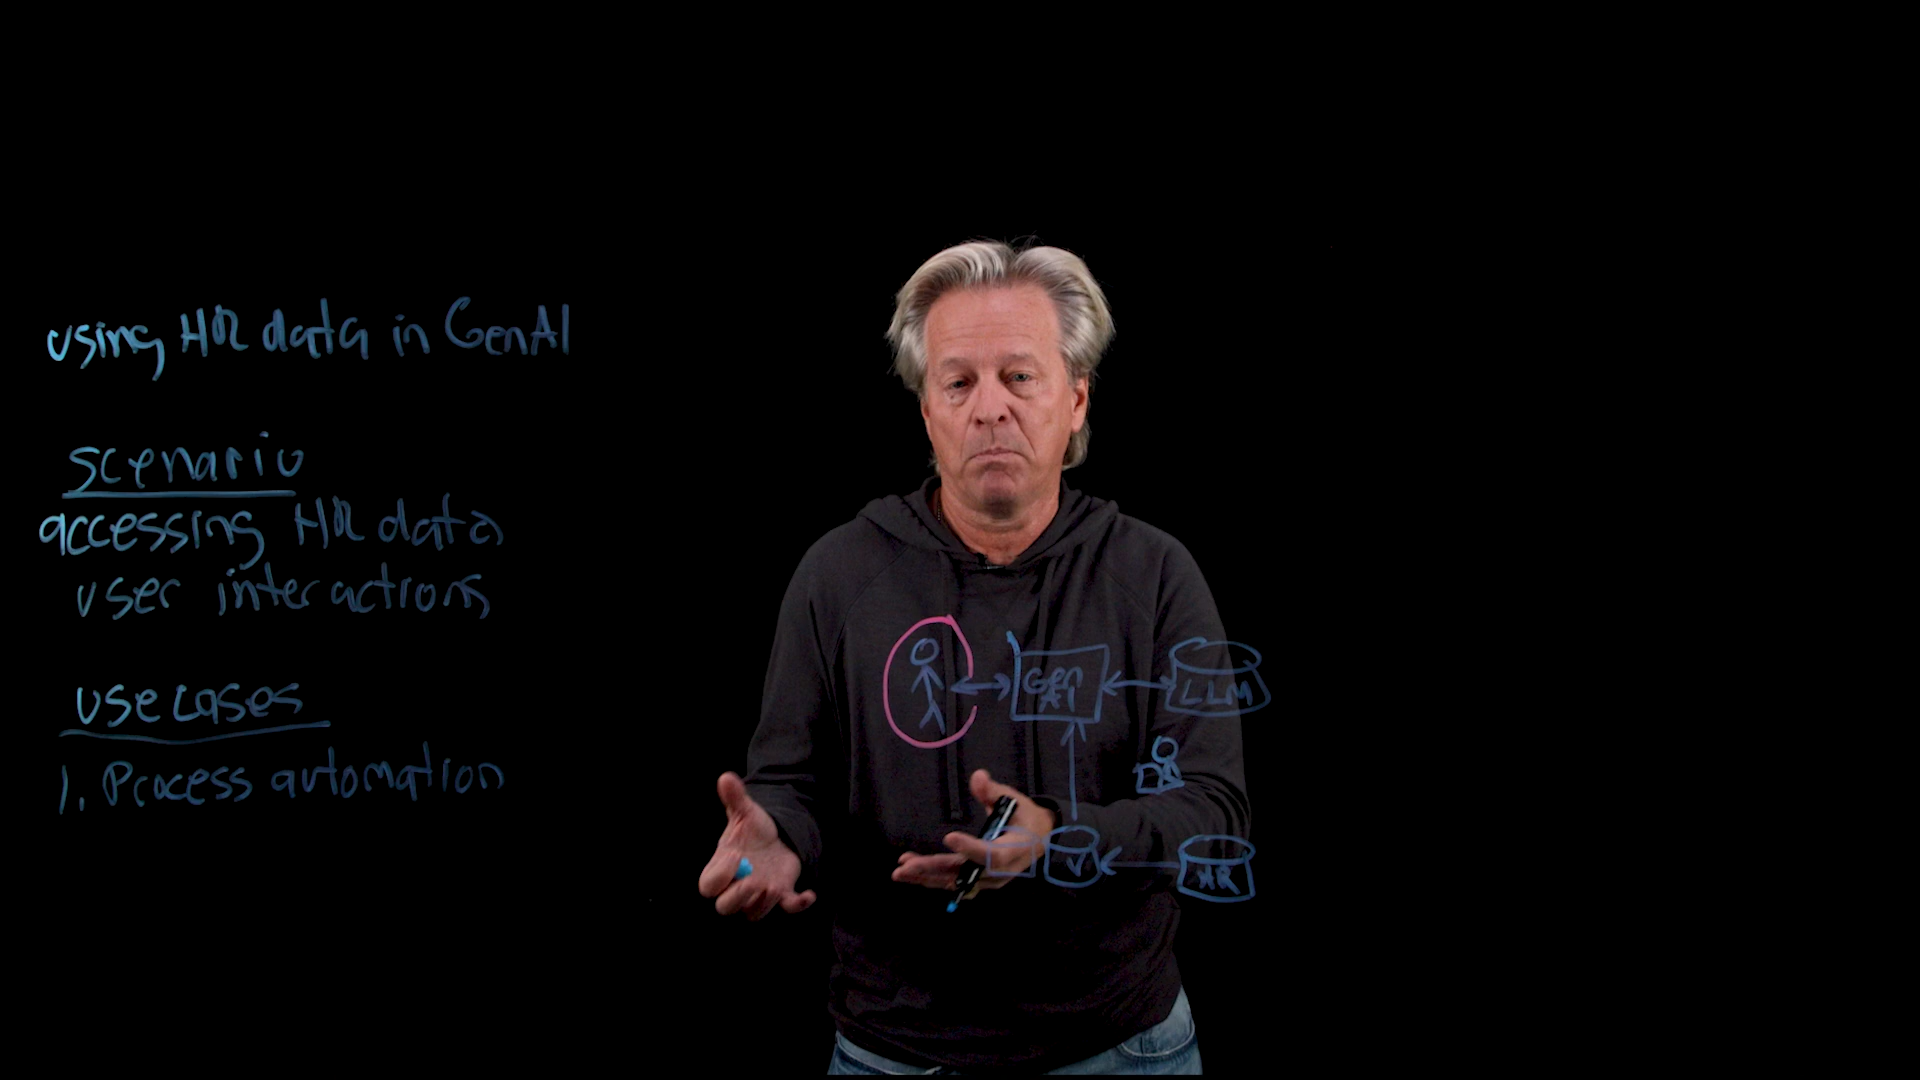 using HR data in GenAI
scenario
accessing HR data
user interactions
use cases
1. Process automation
Gen
AI
LLM
V
HR